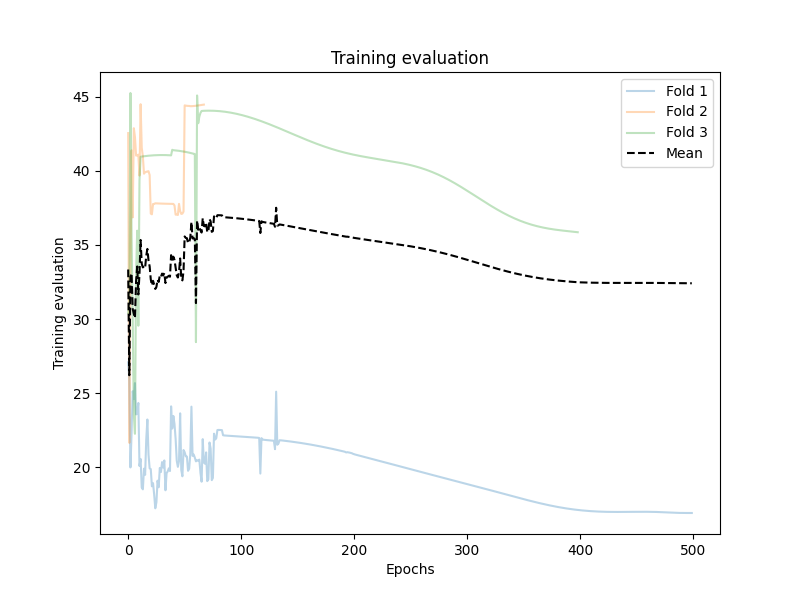 Training evaluation
Fold 1
Fold 2
Fold 3
Mean
Training evaluation
45
40
35
30
25
20
0
100
200
300
400
500
Epochs